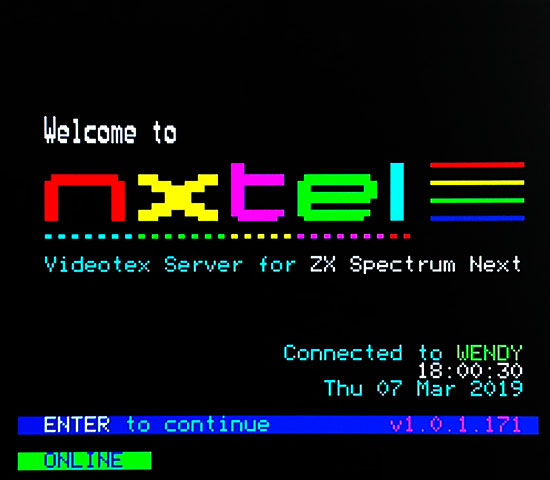 Welcome to
nxtel
Videotex Server for ZX Spectrum Next
Connected to WENDY
18:00:30
Thu 07 Mar 2019
ENTER to continue v1.0.1.171
ONLINE